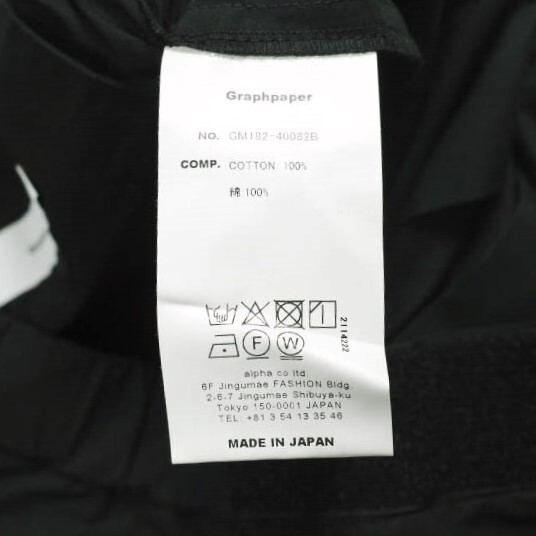 Graphpaper
NO. GM182-40082B
COMP. COTTON 100%
綿 100%
F W
2114222
alpha co ltd.
6F Jingumae FASHION Bldg.
2-6-7 Jingumae Shibuya-ku
Tokyo 150-0001 JAPAN
TEL: +81 3 54 13 35 46
MADE IN JAPAN